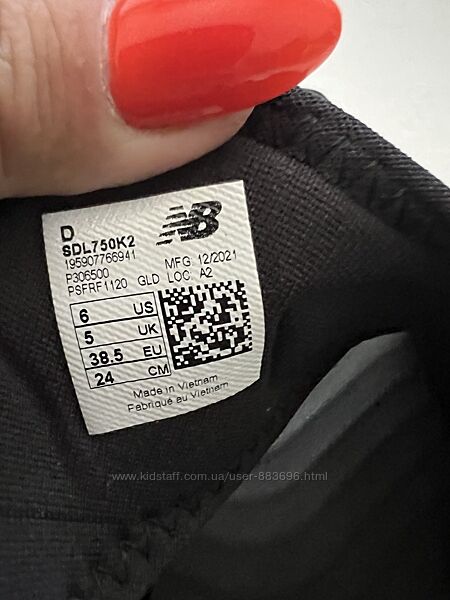 D
NB
SDL750K2
195907766941
P306500 MFG 12/2021
PSFRF1120 GLD LOC A2
6 US
5 UK
38.5 EU
24 CM
Made in Vietnam
Fabriqué au Vietnam
www.kidstaff.com.ua/user-883696.html